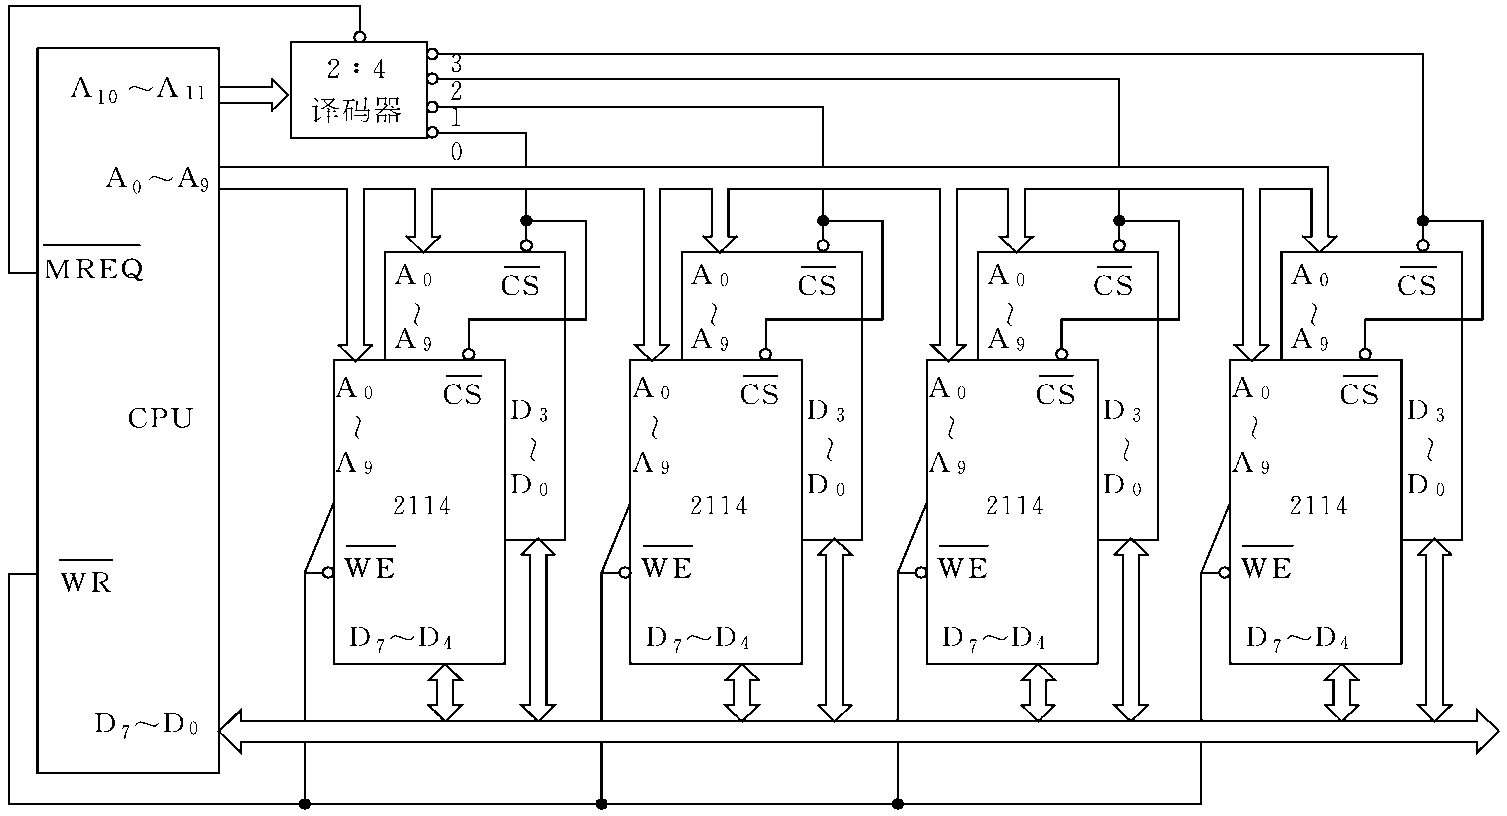 A10～A11
2：4
译码器
3
2
1
0
A0～A9
MREQ
CPU
WR
D7～D0
A0
～
A9
CS
A0
～
A9
CS
D3
～
D0
2114
WE
D7～D4
A0
～
A9
CS
A0
～
A9
CS
D3
～
D0
2114
WE
D7～D4
A0
～
A9
CS
A0
～
A9
CS
D3
～
D0
2114
WE
D7～D4
A0
～
A9
CS
A0
～
A9
CS
D3
～
D0
2114
WE
D7～D4